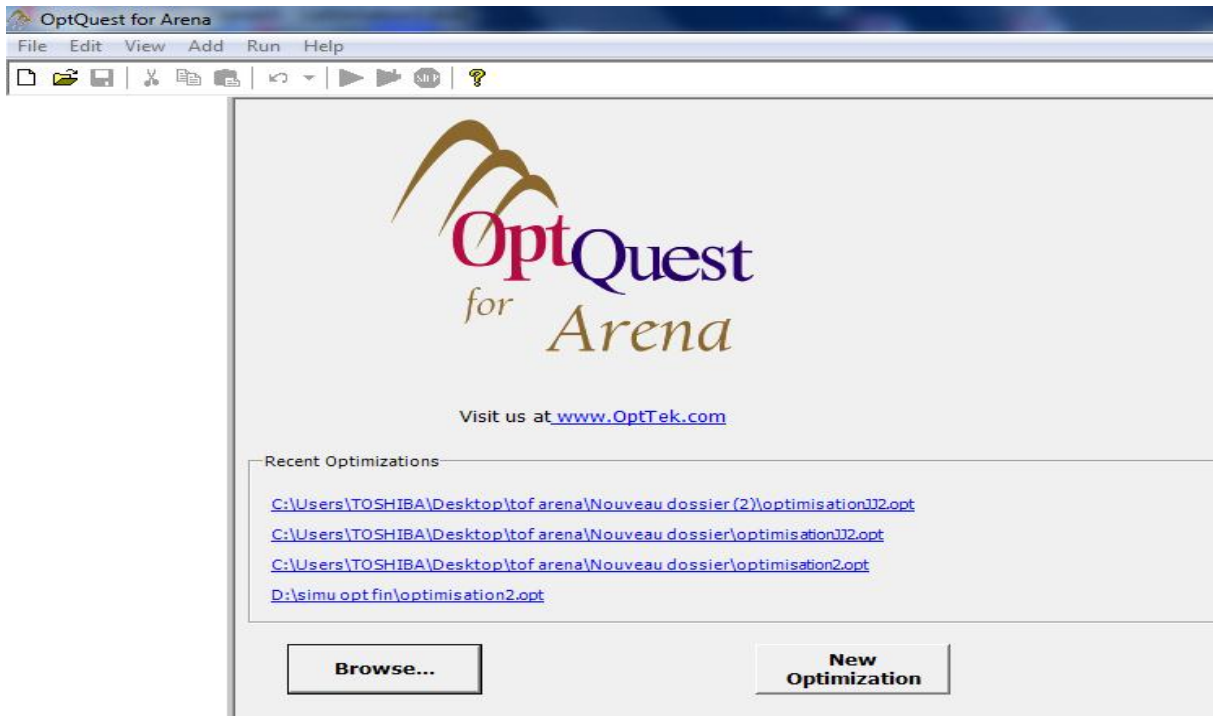 OptQuest for Arena
File Edit View Add Run Help
OptQuest
for
Arena
Visit us at www.OptTek.com
Recent Optimizations
C:\Users\TOSHIBA\Desktop\tof arena\Nouveau dossier (2)\optimisationJJ2.opt
C:\Users\TOSHIBA\Desktop\tof arena\Nouveau dossier\optimisationJJ2.opt
C:\Users\TOSHIBA\Desktop\tof arena\Nouveau dossier\optimisation2.opt
D:\simu opt fin\optimisation2.opt
Browse...
New
Optimization